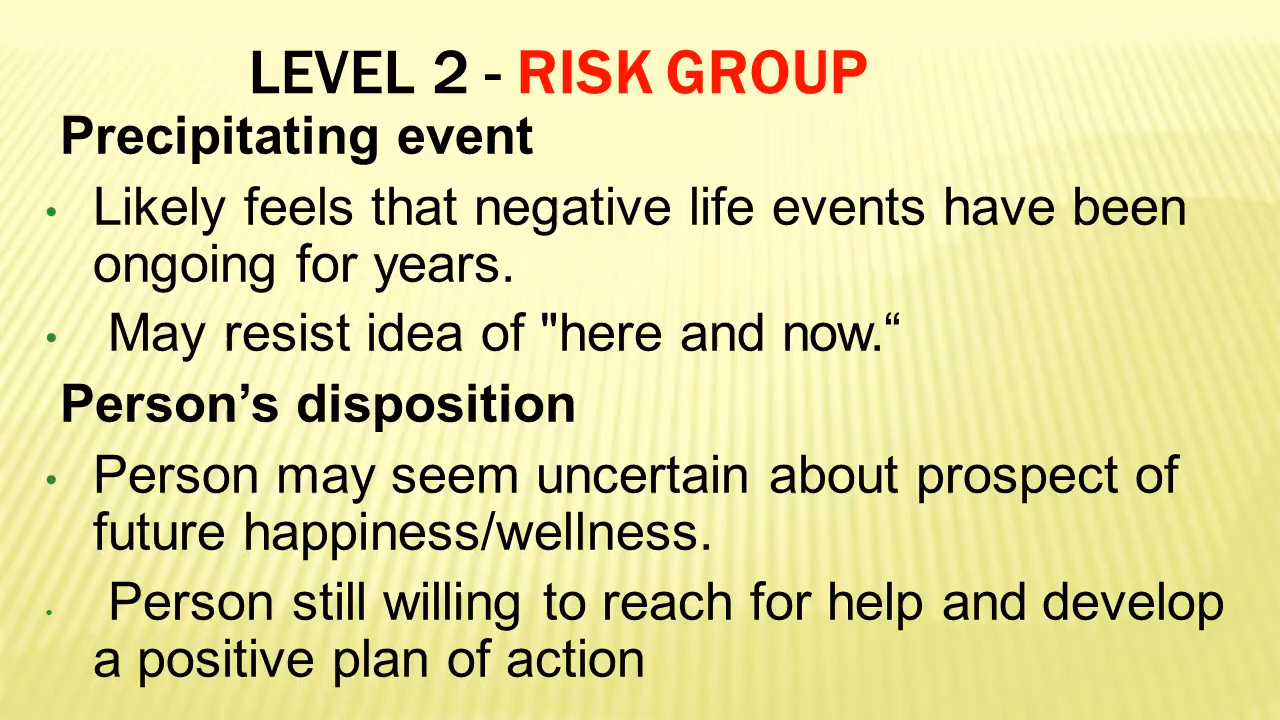 LEVEL 2 - RISK GROUP
Precipitating event
• Likely feels that negative life events have been
ongoing for years.
• May resist idea of "here and now.“
Person’s disposition
• Person may seem uncertain about prospect of
future happiness/wellness.
• Person still willing to reach for help and develop
a positive plan of action